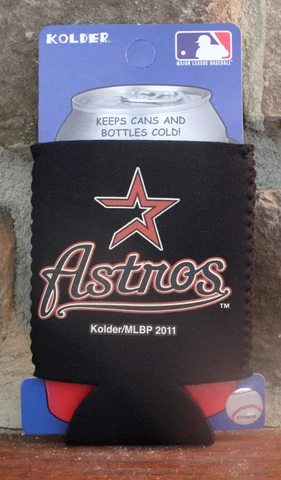 KOLDER
MAJOR LEAGUE BASEBALL
KEEPS CANS AND
BOTTLES COLD!
Astros
TM
Kolder/MLBP 2011